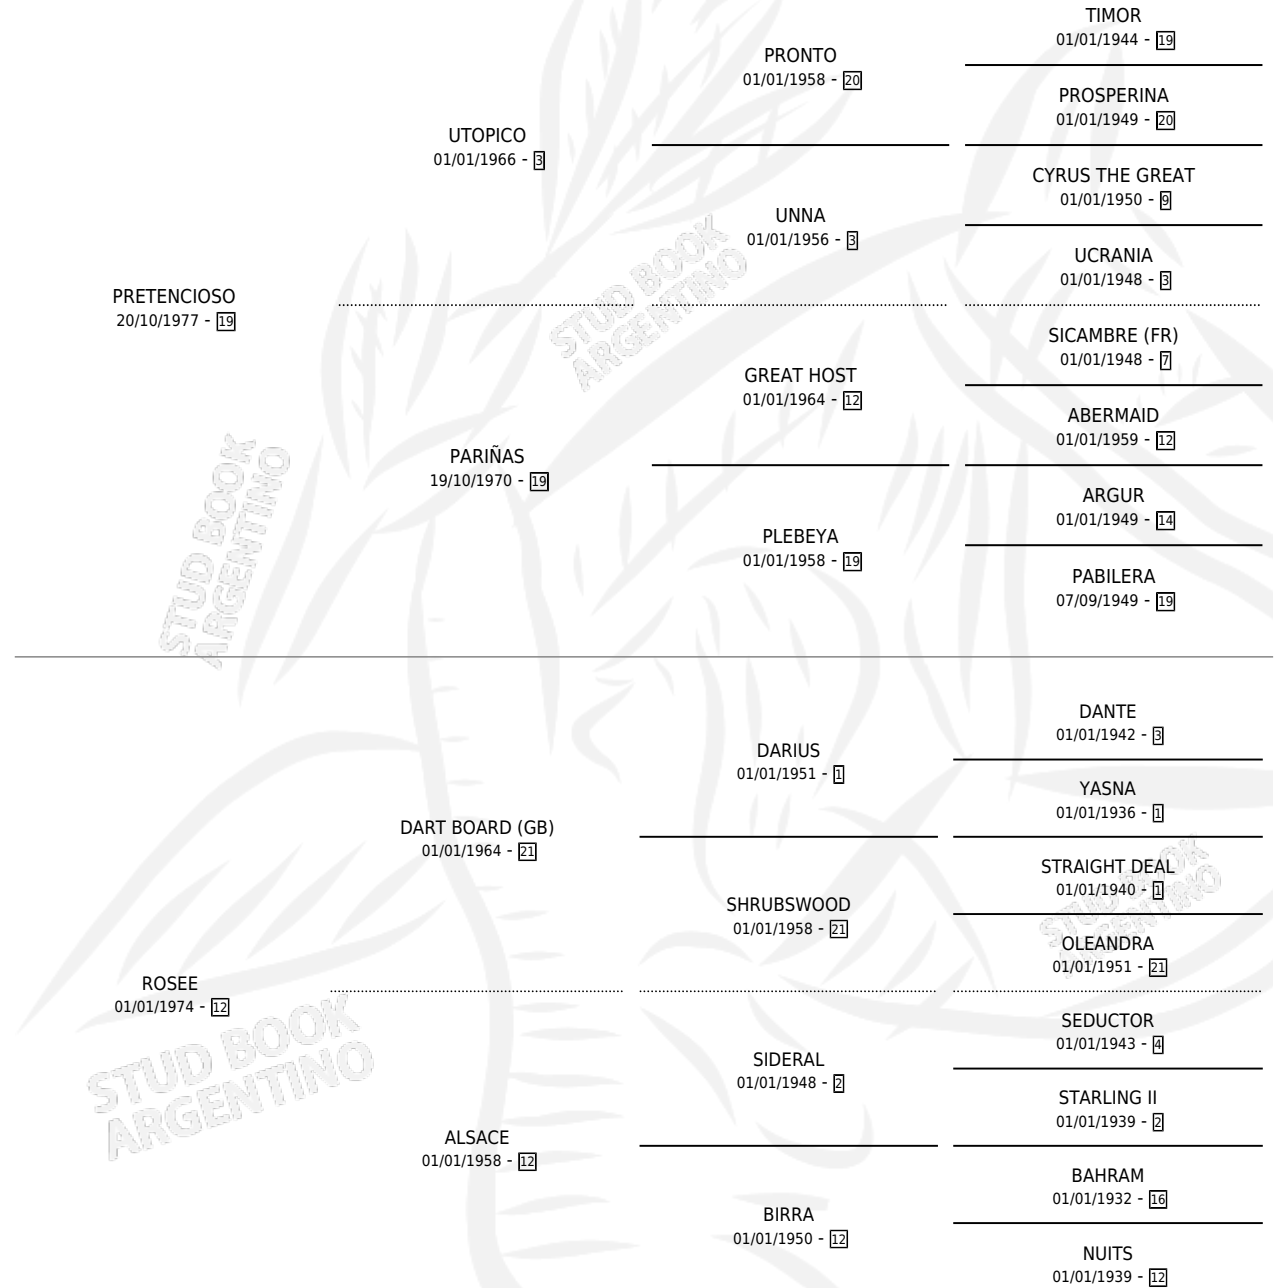 TIMOR
01/01/1944 - 19
PRONTO
01/01/1958 - 20
PROSPERINA
01/01/1949 - 20
UTOPICO
01/01/1966 - 3
CYRUS THE GREAT
01/01/1950 - 9
UNNA
01/01/1956 - 3
UCRANIA
01/01/1948 - 3
PRETENCIOSO
20/10/1977 - 19
SICAMBRE (FR)
01/01/1948 - 7
GREAT HOST
01/01/1964 - 12
ABERMAID
01/01/1959 - 12
PARIÑAS
19/10/1970 - 19
ARGUR
01/01/1949 - 14
PLEBEYA
01/01/1958 - 19
PABILERA
07/09/1949 - 19
DANTE
01/01/1942 - 3
DARIUS
01/01/1951 - 1
YASNA
01/01/1936 - 1
DART BOARD (GB)
01/01/1964 - 21
STRAIGHT DEAL
01/01/1940 - 1
SHRUBSWOOD
01/01/1958 - 21
OLEANDRA
01/01/1951 - 21
ROSEE
01/01/1974 - 12
SEDUCTOR
01/01/1943 - 4
SIDERAL
01/01/1948 - 2
STARLING II
01/01/1939 - 2
ALSACE
01/01/1958 - 12
BAHRAM
01/01/1932 - 16
BIRRA
01/01/1950 - 12
NUITS
01/01/1939 - 12
STUD BOOK
ARGENTINO
STUD BOOK
ARGENTINO
STUD BOOK
ARGENTINO
STUD BOOK
ARGENTINO